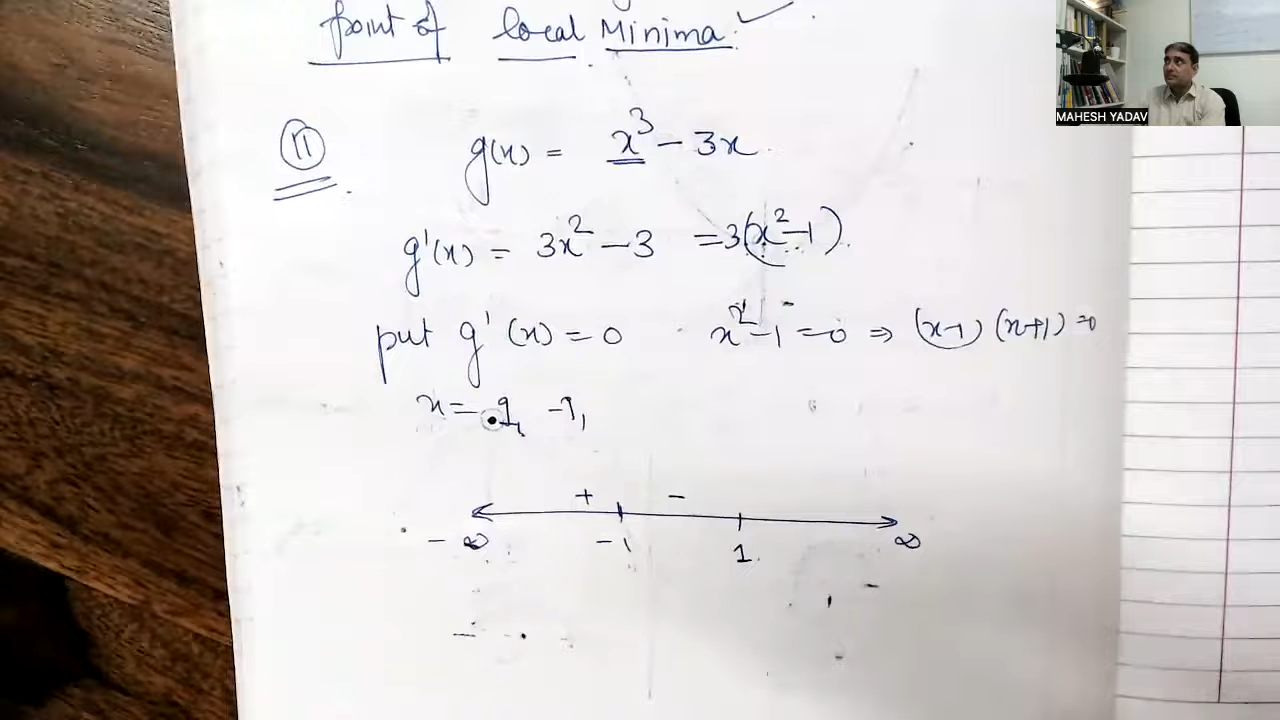 point of local Minima.
MAHESH YADAV
(ii) g(x) = x³ - 3x
g'(x) = 3x² - 3 = 3(x² - 1).
put g'(x) = 0 x² - 1 = 0 ⇒ (x-1) (x+1) = 0
x = 1, -1,
+ -
- ∞ -1 1 ∞